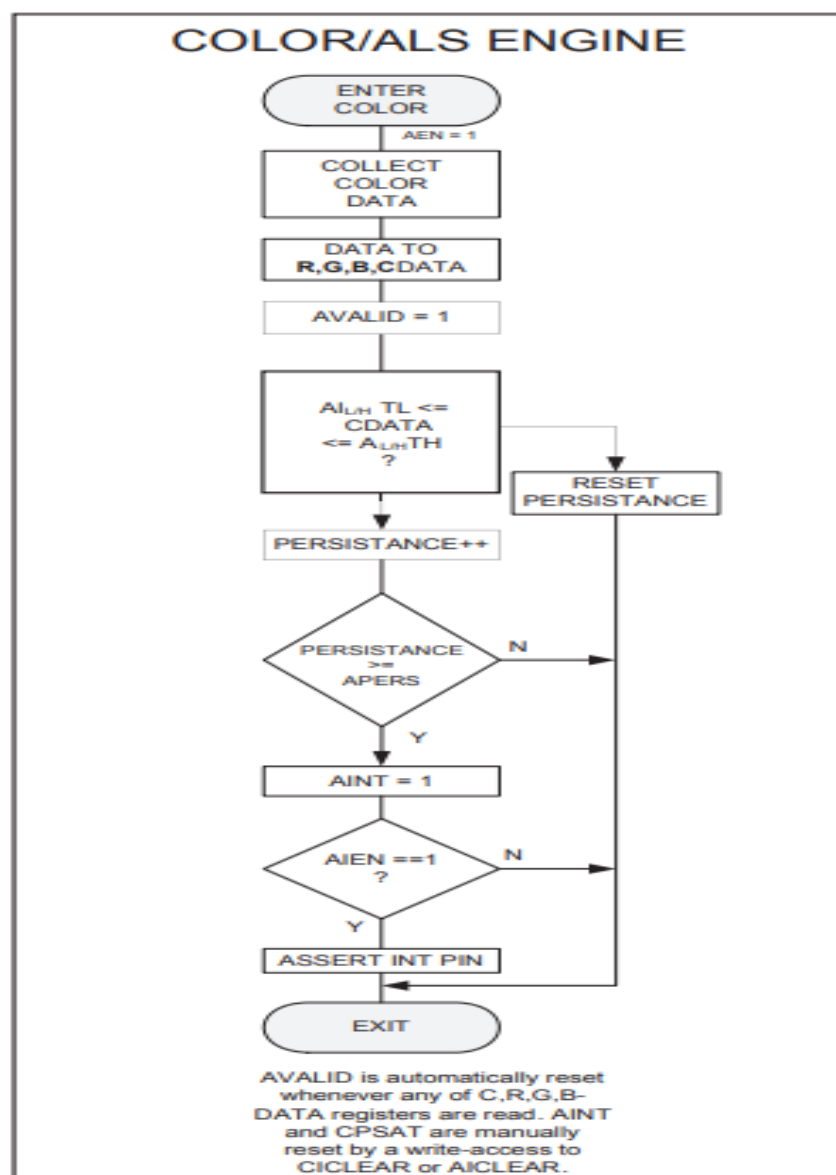 COLOR/ALS ENGINE
ENTER
COLOR
AEN = 1
COLLECT
COLOR
DATA
DATA TO
R,G,B,CDATA
AVALID = 1
AIL/H TL <=
CDATA
<= AL/HTH
?
RESET
PERSISTANCE
PERSISTANCE++
PERSISTANCE
>=
APERS
N
Y
AINT = 1
AIEN ==1
?
N
Y
ASSERT INT PIN
EXIT
AVALID is automatically reset
whenever any of C,R,G,B-
DATA registers are read. AINT
and CPSAT are manually
reset by a write-access to
CICLEAR or AICLEAR.